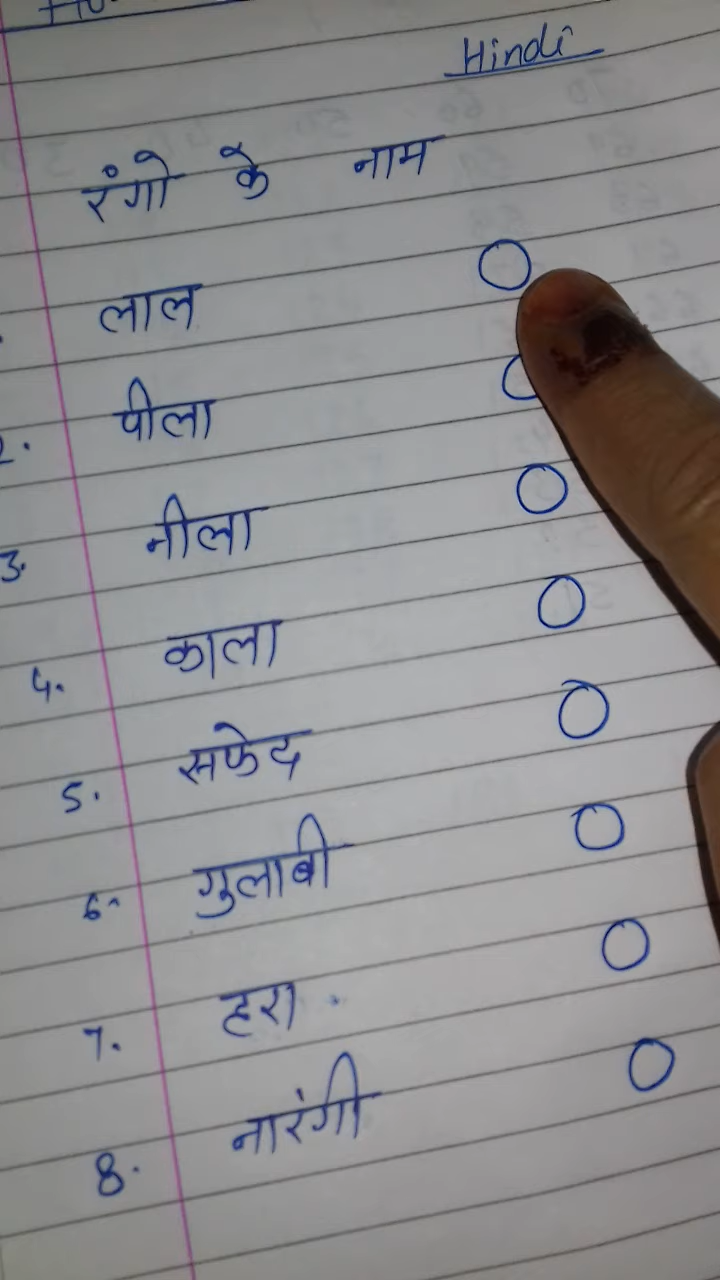 Hindi
रंगो के नाम
लाल
2. पीला
3. नीला
4. काला
5. सफेद
6. गुलाबी
7. हरा
8. नारंगी